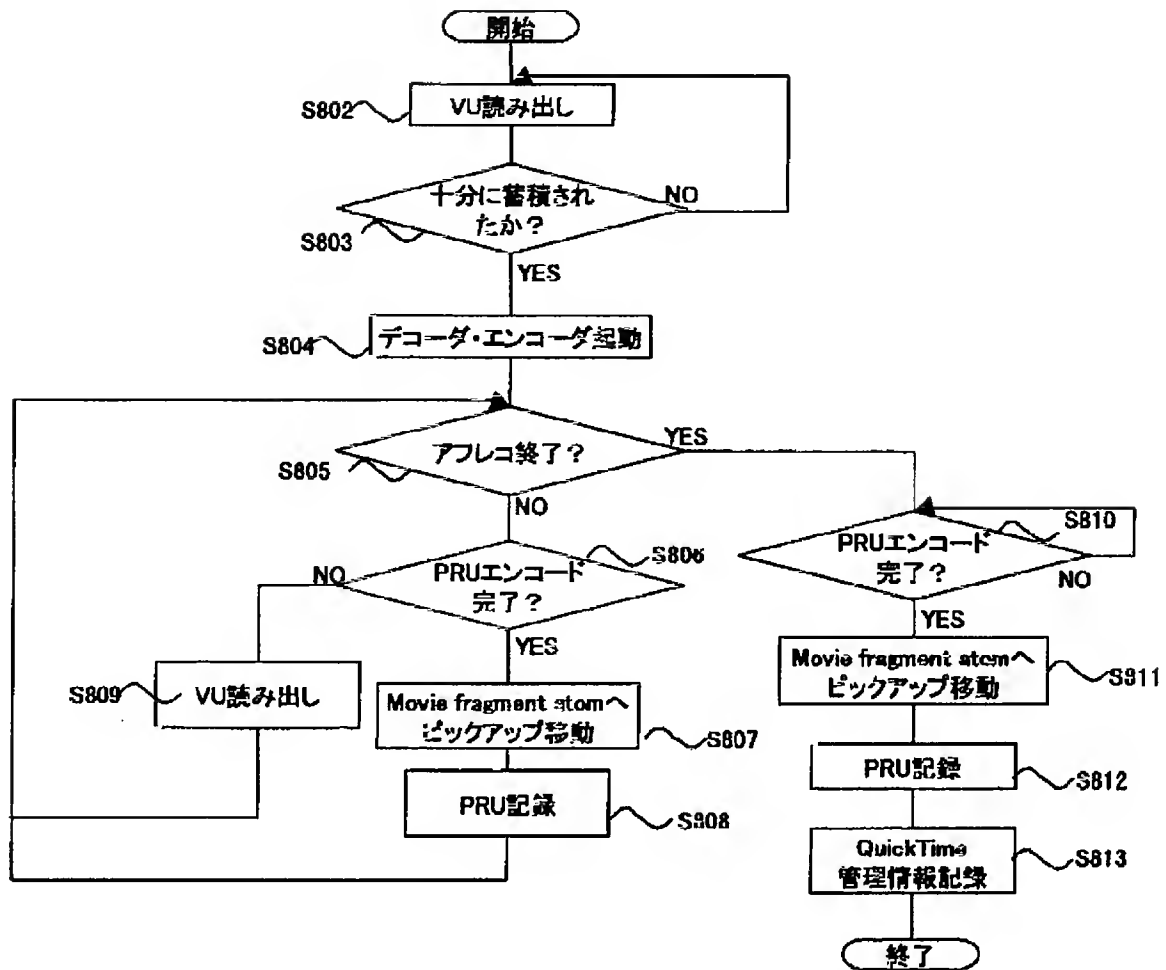 開始
VU読み出し
S802
十分に蓄積され
たか？
NO
S803
YES
デコーダ・エンコーダ起動
S804
アフレコ終了？
YES
S805
NO
PRUエンコード
完了？
S806
NO
YES
VU読み出し
S809
Movie fragment atomへ
ピックアップ移動
S807
PRU記録
S808
PRUエンコード
完了？
S810
NO
YES
Movie fragment atomへ
ピックアップ移動
S811
PRU記録
S812
QuickTime
管理情報記録
S813
終了